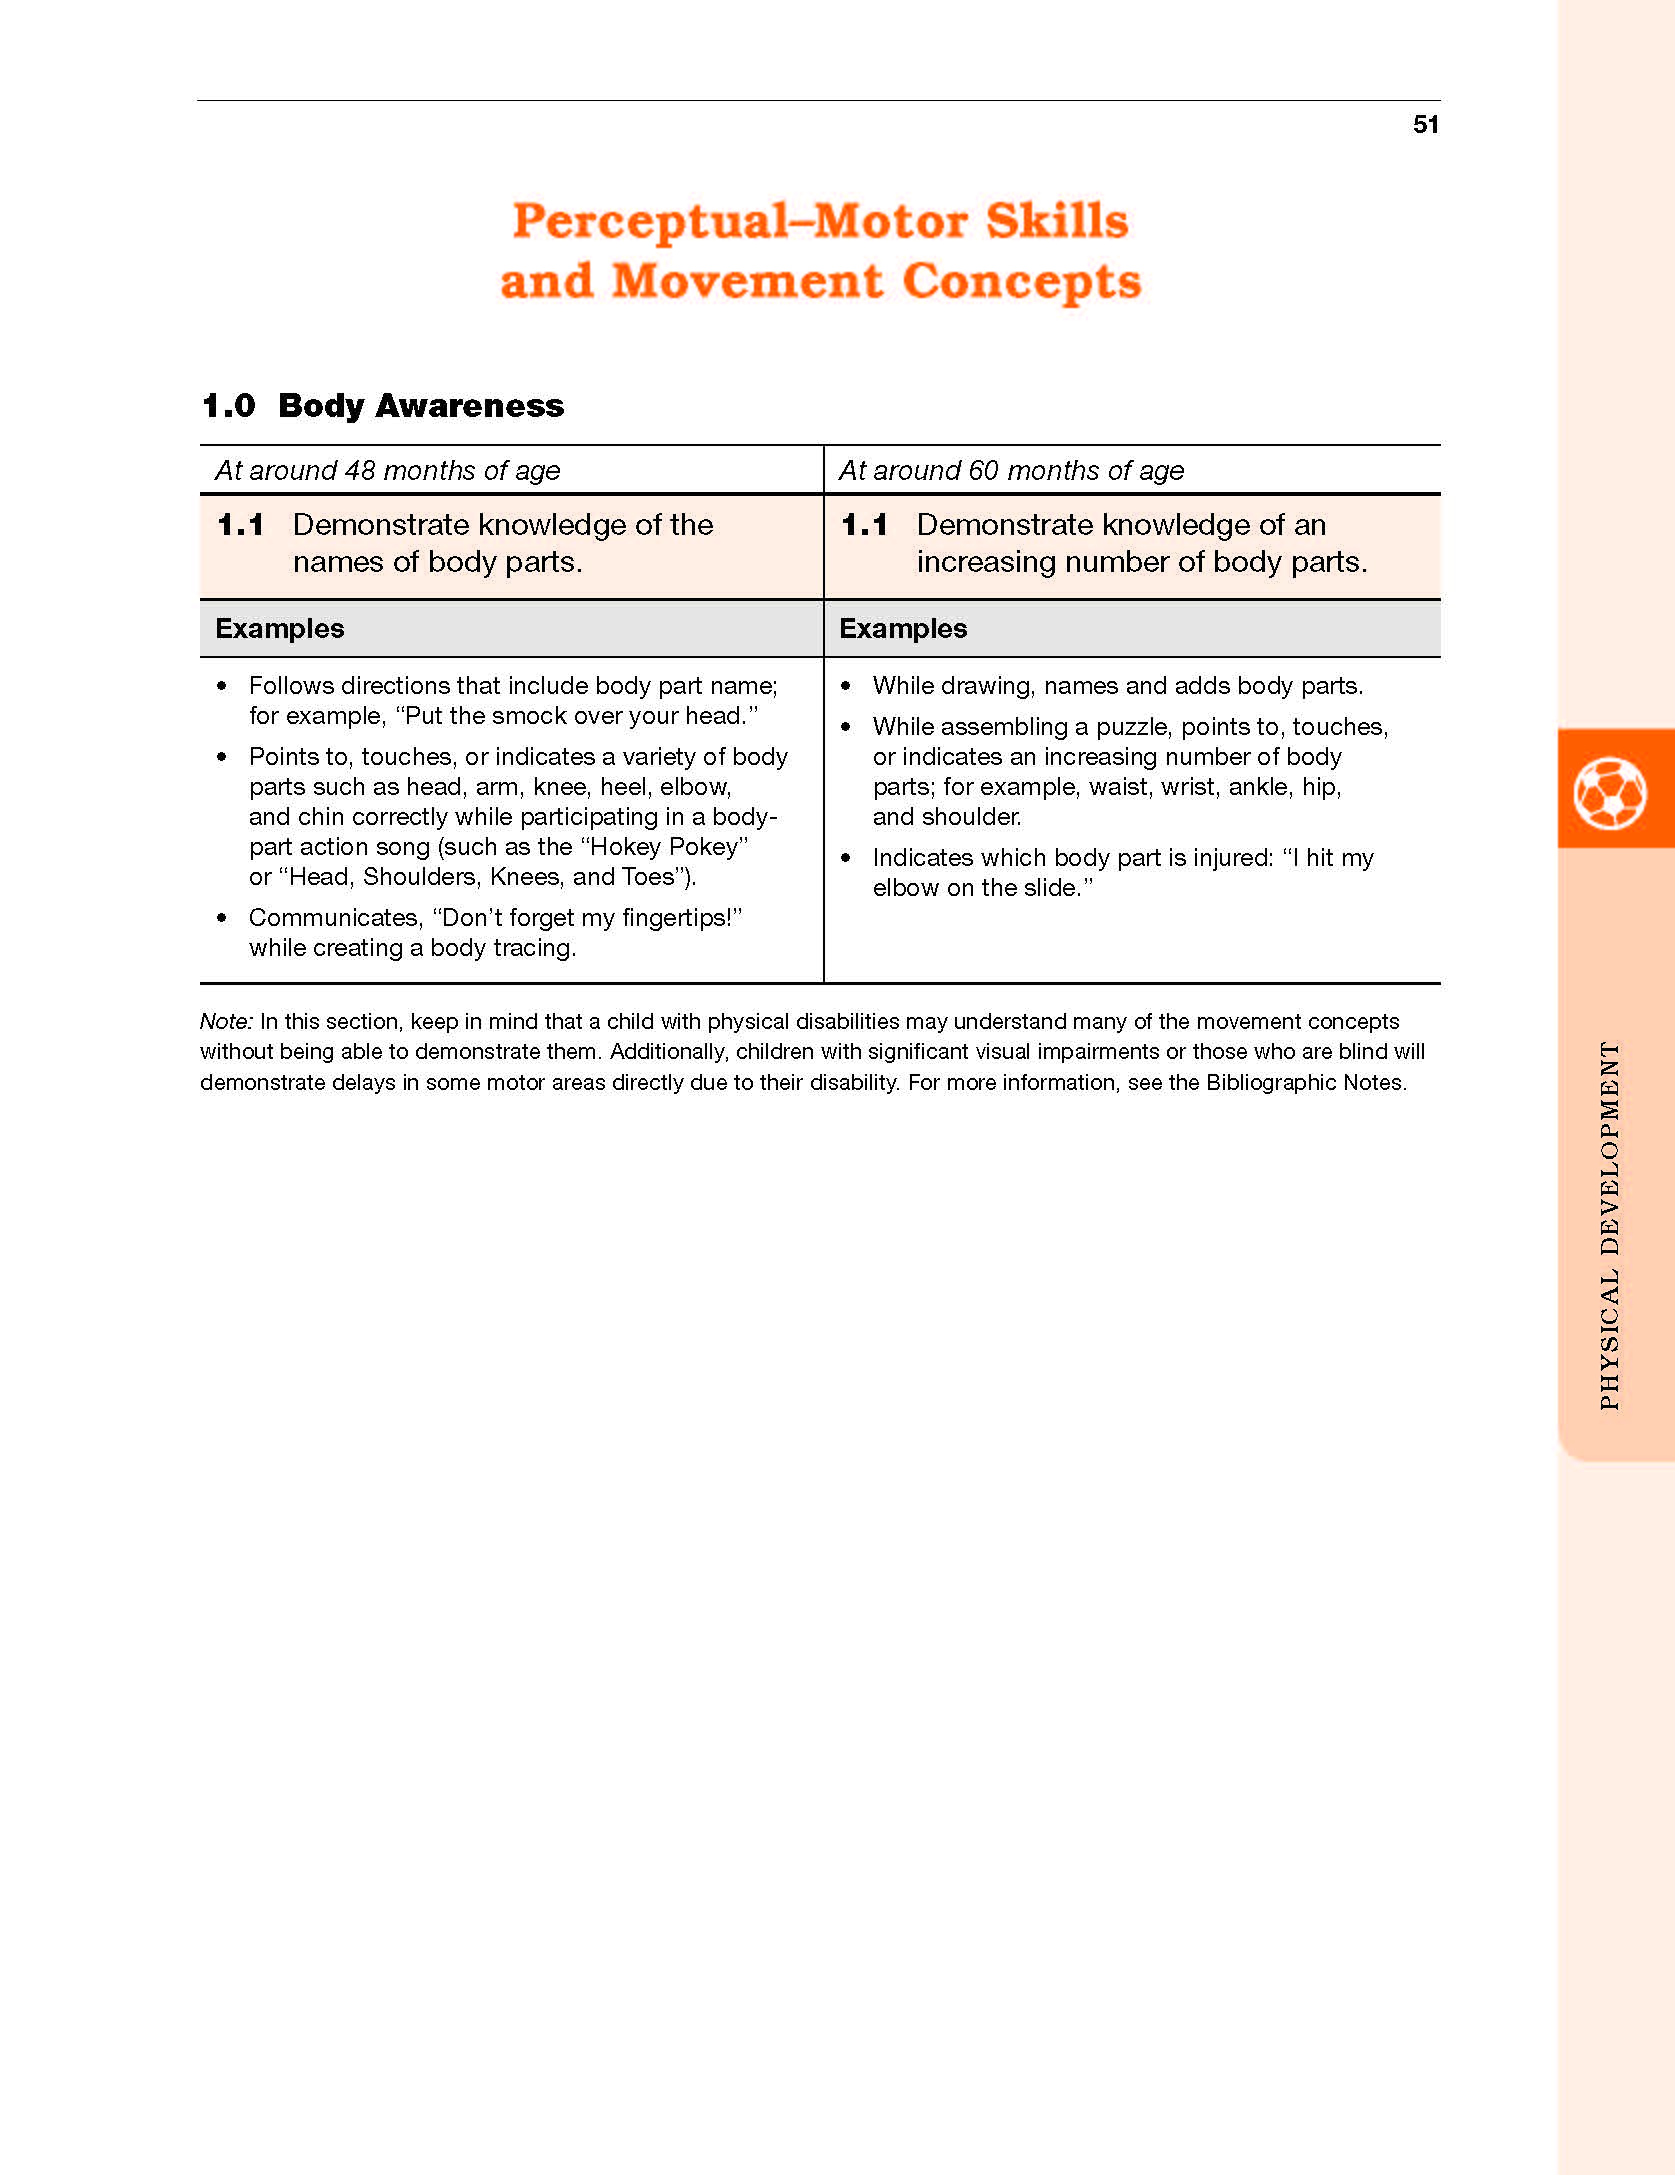 51
Perceptual–Motor Skills
and Movement Concepts
1.0 Body Awareness
At around 48 months of age
1.1 Demonstrate knowledge of the
names of body parts.
Examples
• Follows directions that include body part name;
for example, “Put the smock over your head.”
• Points to, touches, or indicates a variety of body
parts such as head, arm, knee, heel, elbow,
and chin correctly while participating in a body-
part action song (such as the “Hokey Pokey”
or “Head, Shoulders, Knees, and Toes”).
• Communicates, “Don’t forget my fingertips!”
while creating a body tracing.
At around 60 months of age
1.1 Demonstrate knowledge of an
increasing number of body parts.
Examples
• While drawing, names and adds body parts.
• While assembling a puzzle, points to, touches,
or indicates an increasing number of body
parts; for example, waist, wrist, ankle, hip,
and shoulder.
• Indicates which body part is injured: “I hit my
elbow on the slide.”
Note: In this section, keep in mind that a child with physical disabilities may understand many of the movement concepts
without being able to demonstrate them. Additionally, children with significant visual impairments or those who are blind will
demonstrate delays in some motor areas directly due to their disability. For more information, see the Bibliographic Notes.
PHYSICAL DEVELOPMENT